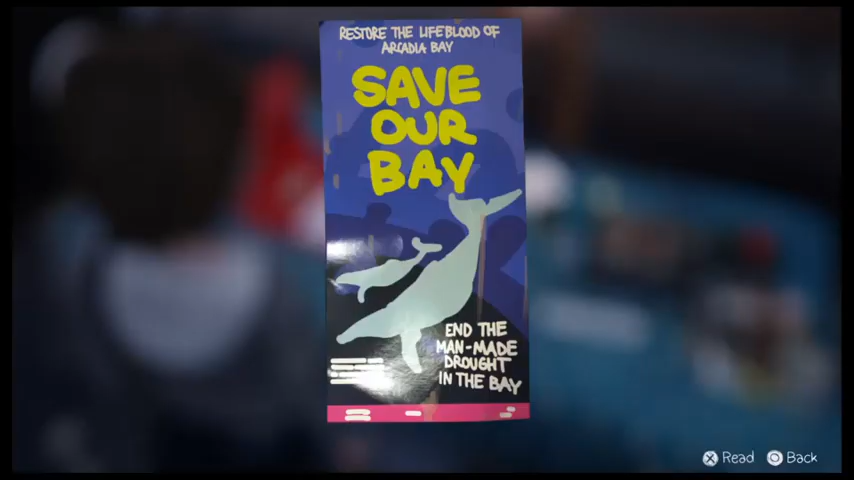 RESTORE THE LIFEBLOOD OF
ARCADIA BAY
SAVE
OUR
BAY
END THE
MAN-MADE
DROUGHT
IN THE BAY
Read
Back